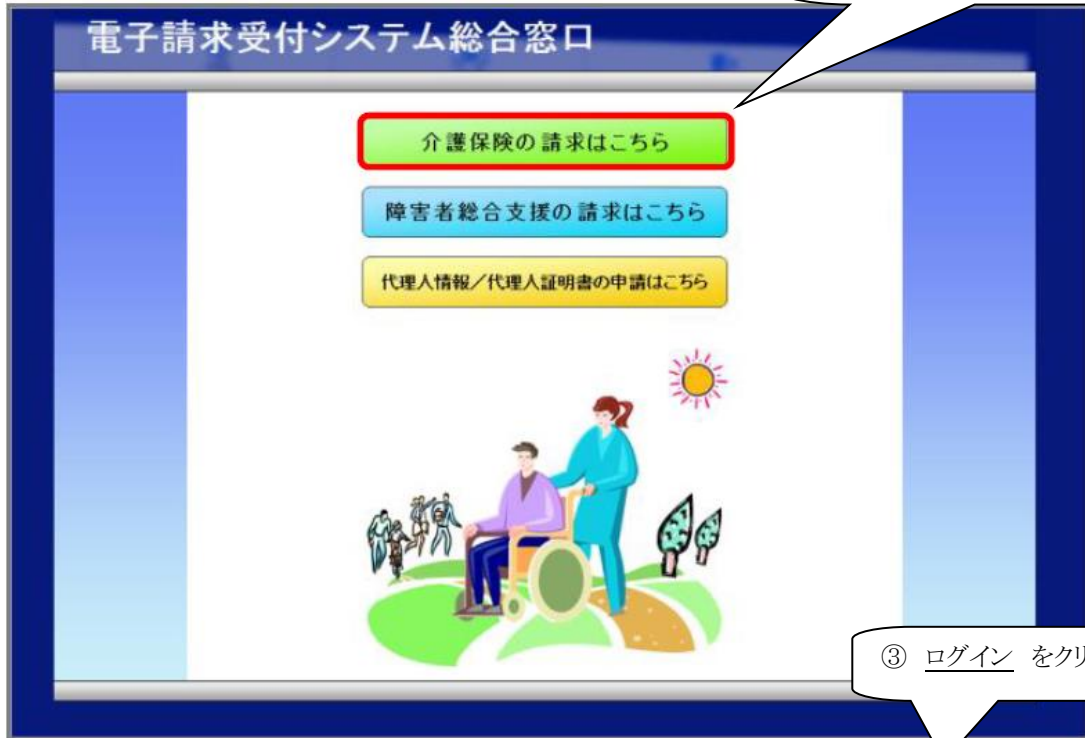 電子請求受付システム総合窓口
介護保険の請求はこちら
障害者総合支援の請求はこちら
代理人情報／代理人証明書の申請はこちら
③ ログイン をクリ